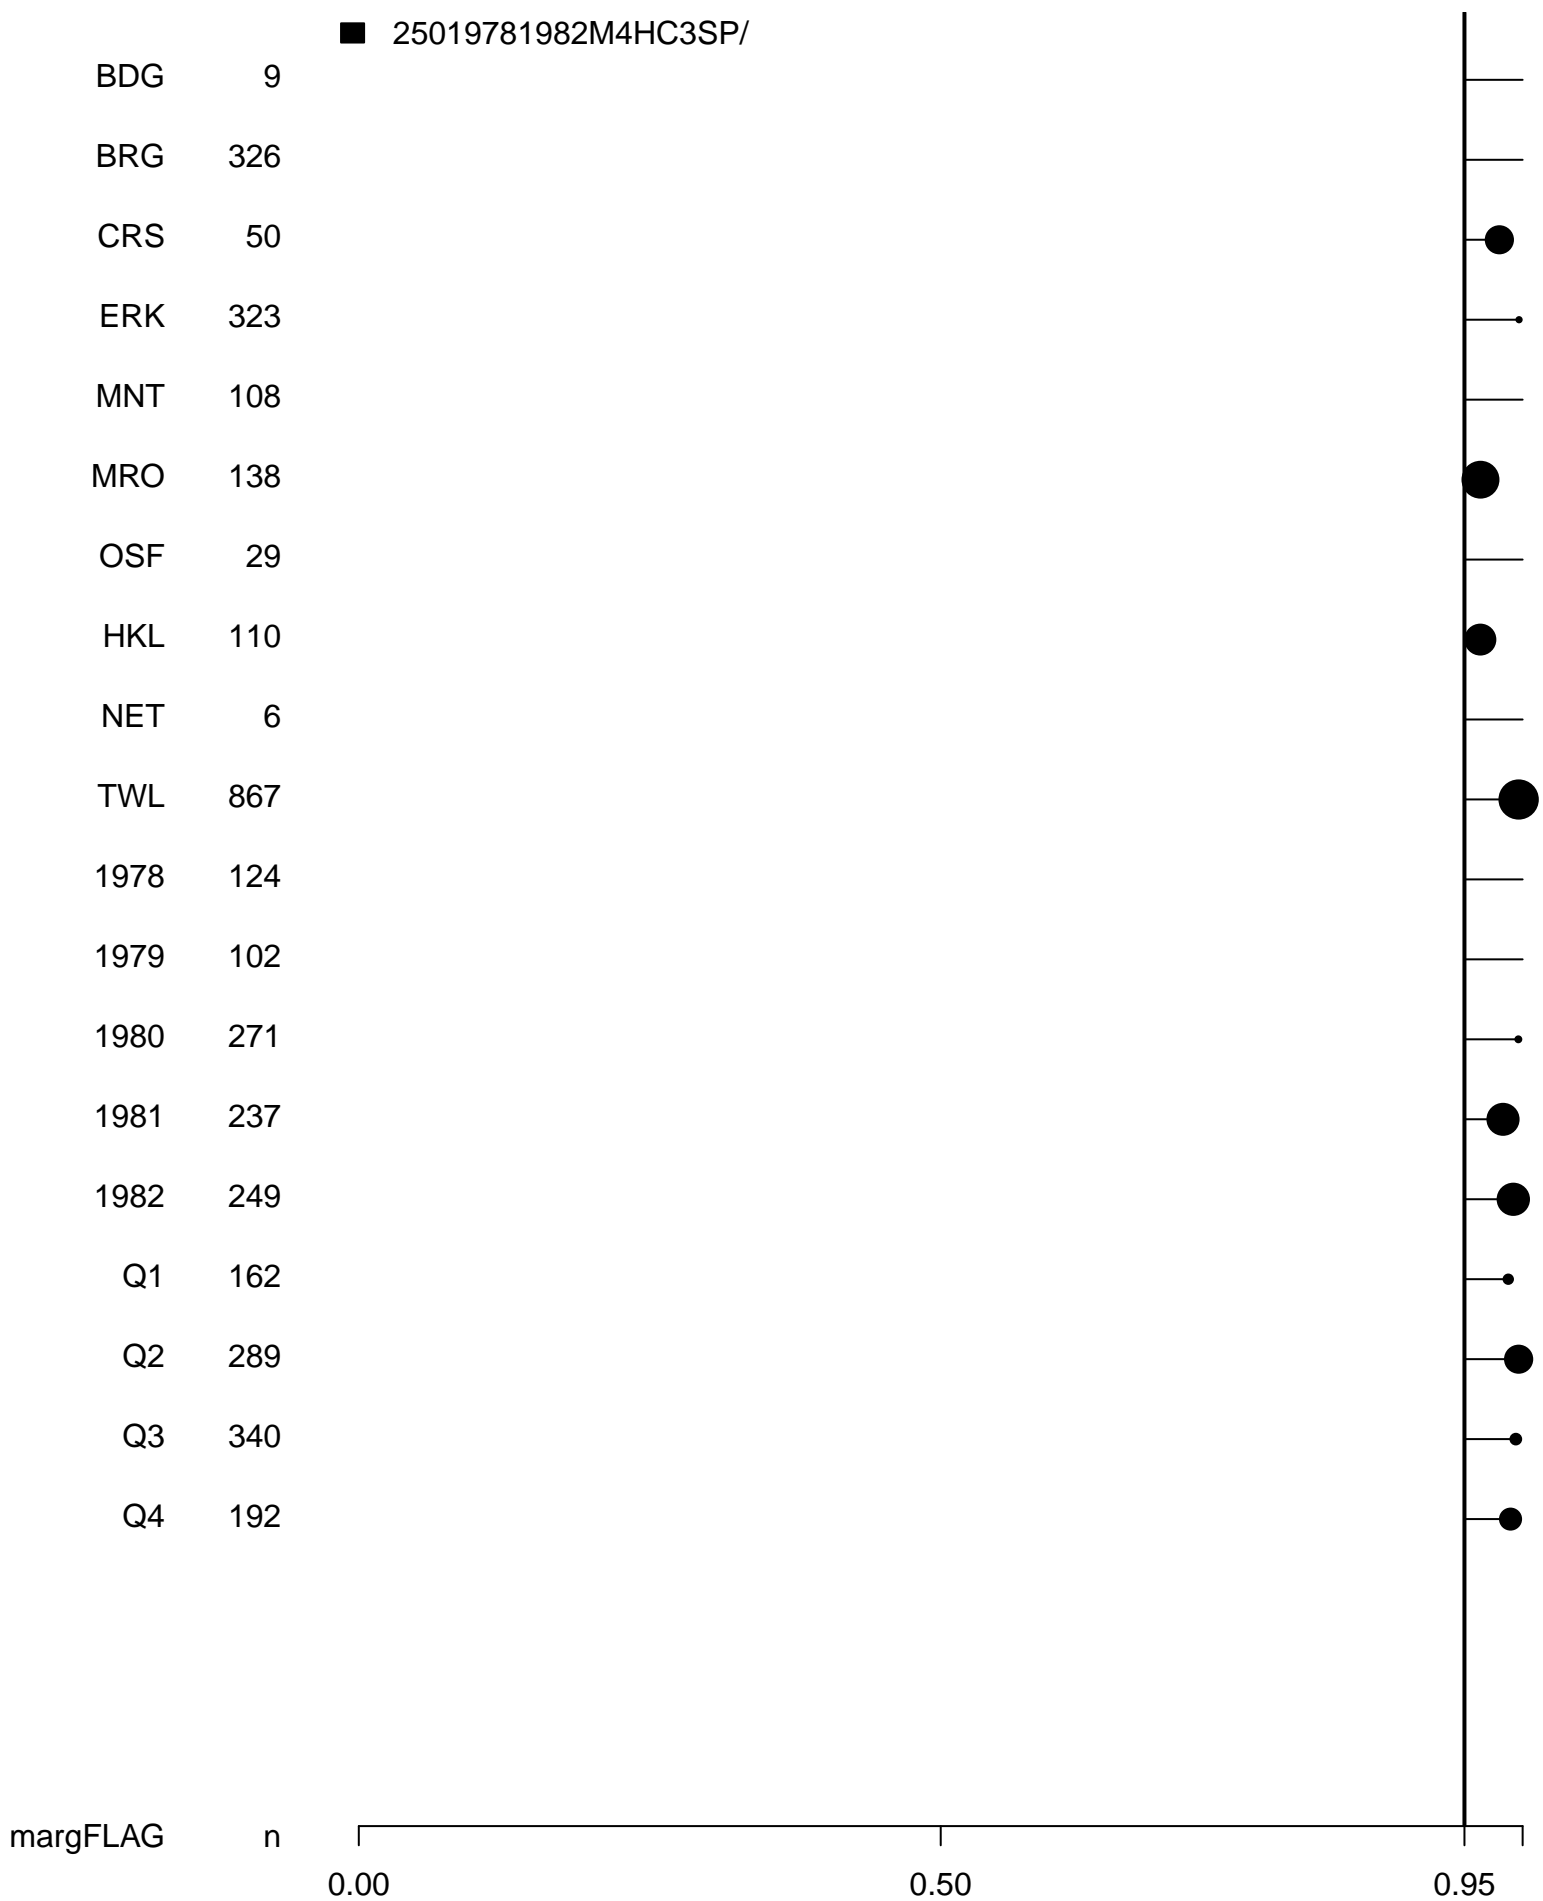 25019781982M4HC3SP/
BDG 9
BRG 326
CRS 50
ERK 323
MNT 108
MRO 138
OSF 29
HKL 110
NET 6
TWL 867
1978 124
1979 102
1980 271
1981 237
1982 249
Q1 162
Q2 289
Q3 340
Q4 192
margFLAG n
0.00 0.50 0.95